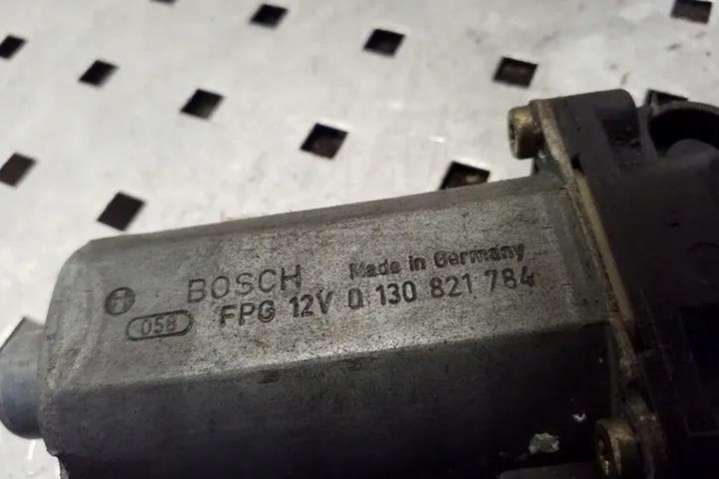 BOSCH Made in Germany
058 FPG 12V 0 130 821 784